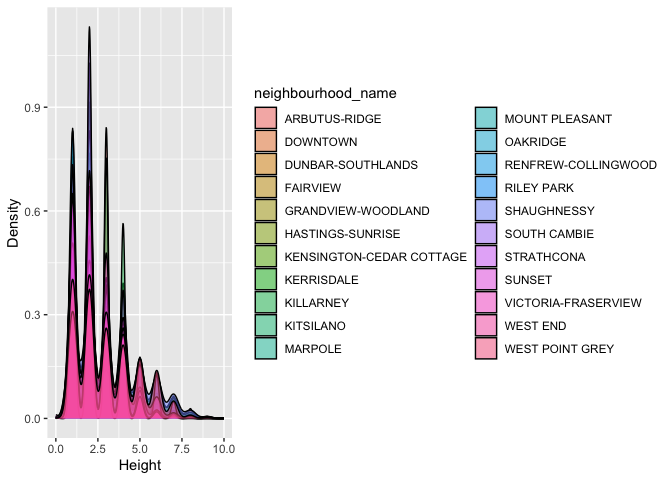 neighbourhood_name
ARBUTUS-RIDGE
DOWNTOWN
DUNBAR-SOUTHLANDS
FAIRVIEW
GRANDVIEW-WOODLAND
HASTINGS-SUNRISE
KENSINGTON-CEDAR COTTAGE
KERRISDALE
KILLARNEY
KITSILANO
MARPOLE
MOUNT PLEASANT
OAKRIDGE
RENFREW-COLLINGWOOD
RILEY PARK
SHAUGHNESSY
SOUTH CAMBIE
STRATHCONA
SUNSET
VICTORIA-FRASERVIEW
WEST END
WEST POINT GREY
Density
0.9
0.6
0.3
0.0
0.0 2.5 5.0 7.5 10.0
Height